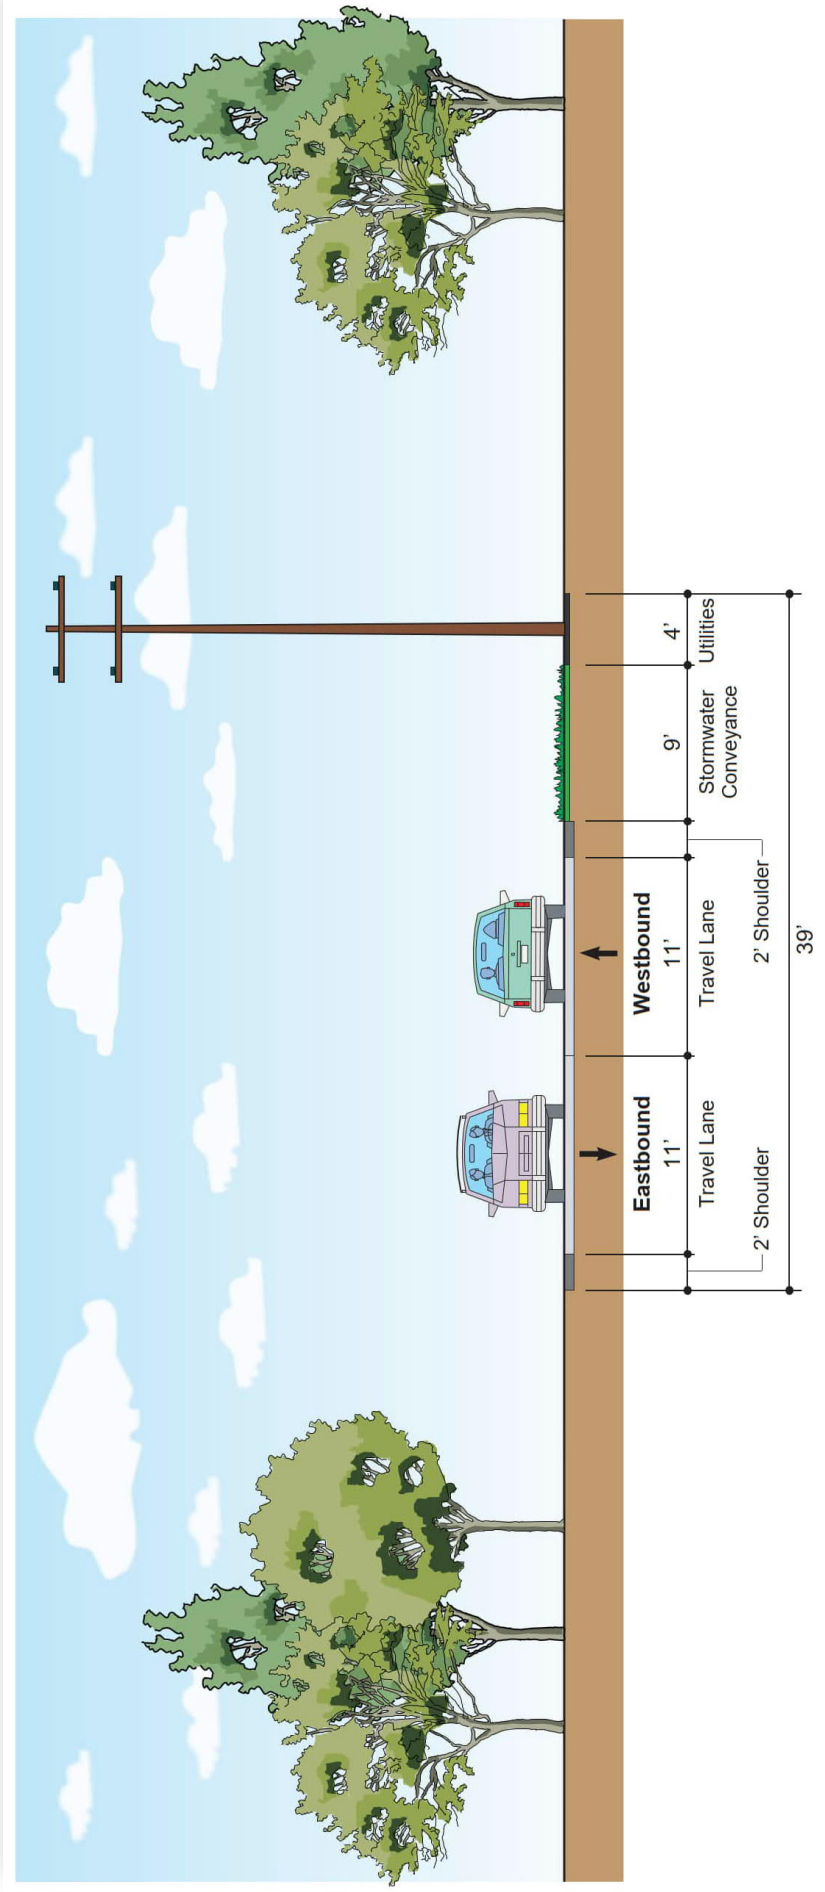 Eastbound
Westbound
11'
11'
9'
4'
Travel Lane
Travel Lane
Stormwater
Conveyance
Utilities
2' Shoulder
2' Shoulder
39'